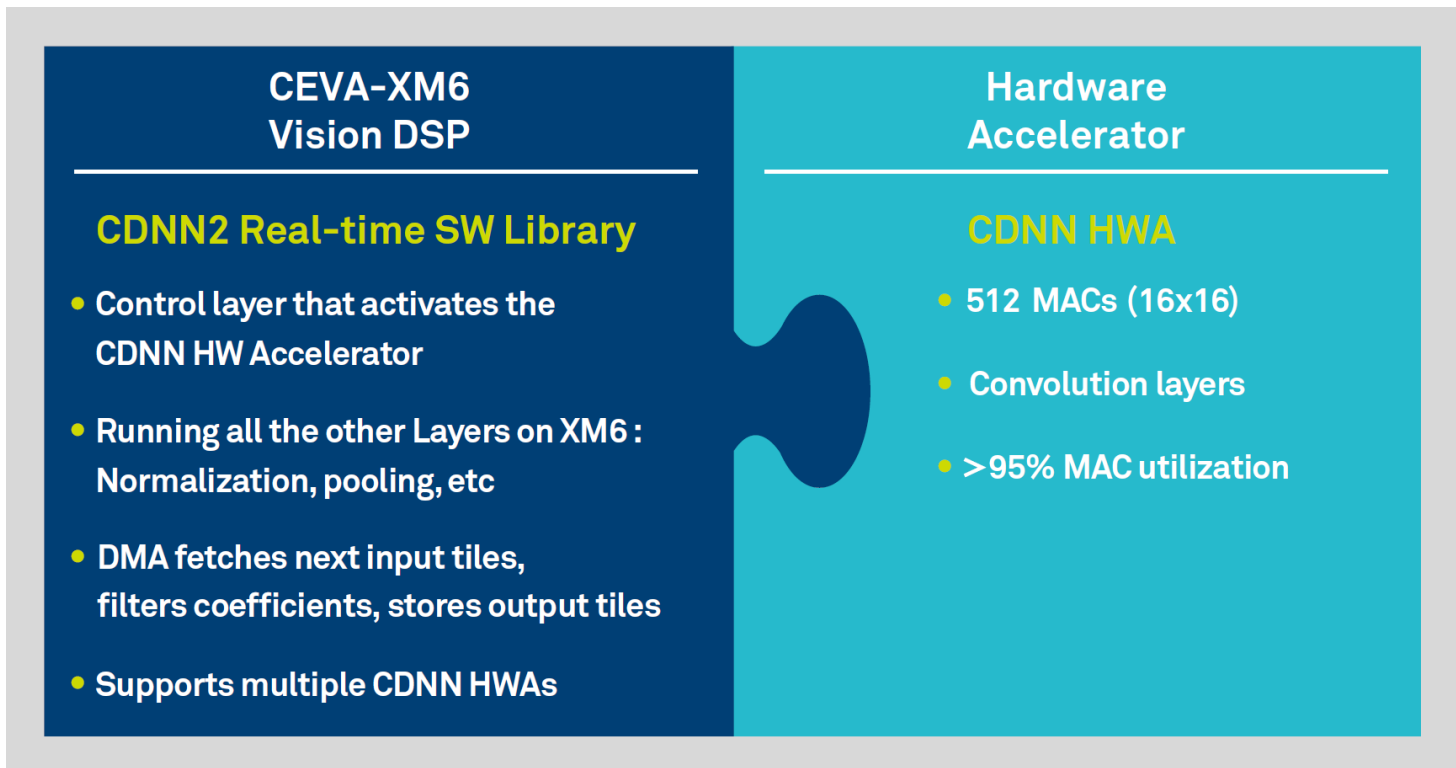 CEVA-XM6
Vision DSP
CDNN2 Real-time SW Library
• Control layer that activates the
CDNN HW Accelerator
• Running all the other Layers on XM6 :
Normalization, pooling, etc
• DMA fetches next input tiles,
filters coefficients, stores output tiles
• Supports multiple CDNN HWAs
Hardware
Accelerator
CDNN HWA
• 512 MACs (16x16)
• Convolution layers
• >95% MAC utilization